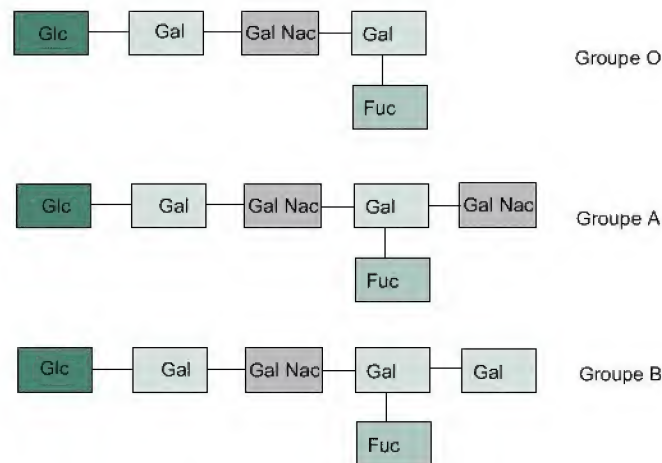 Glc Gal Gal Nac Gal
Groupe O
Fuc
Glc Gal Gal Nac Gal Gal Nac
Groupe A
Fuc
Glc Gal Gal Nac Gal Gal
Groupe B
Fuc